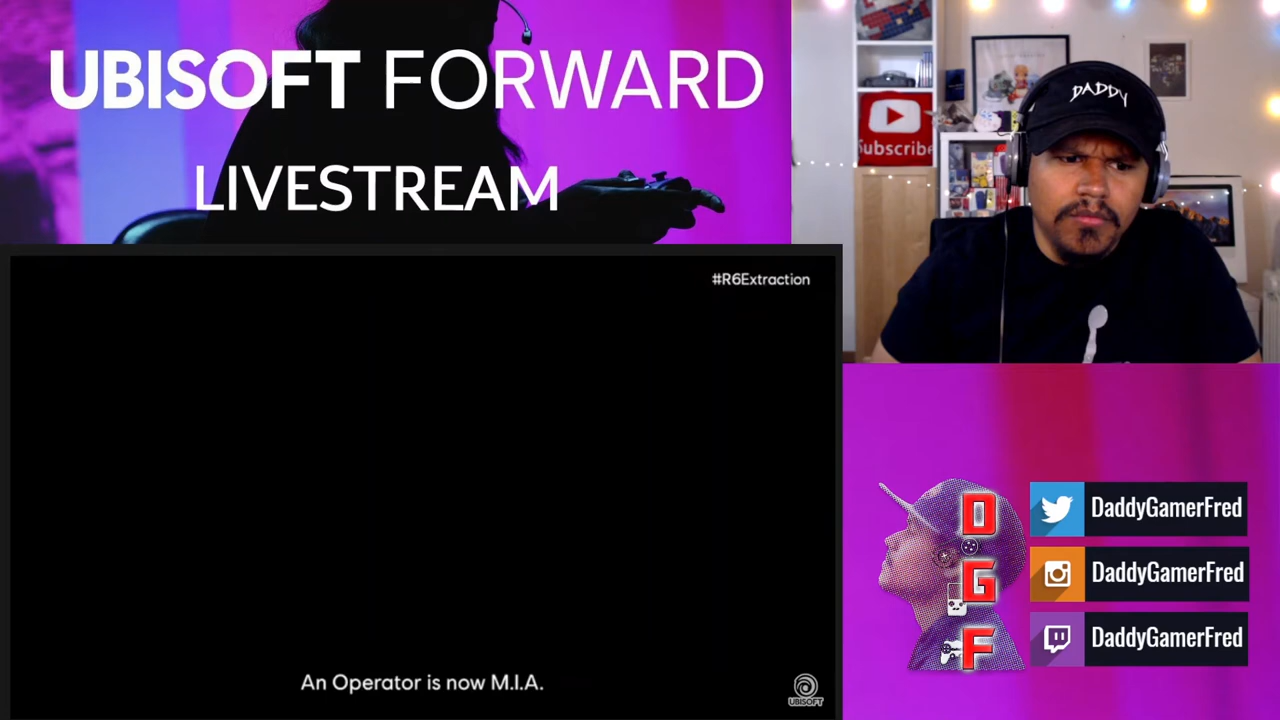 UBISOFT FORWARD
LIVESTREAM
DADDY
Subscribe
#R6Extraction
An Operator is now M.I.A.
UBISOFT
D
G
F
DaddyGamerFred
DaddyGamerFred
DaddyGamerFred